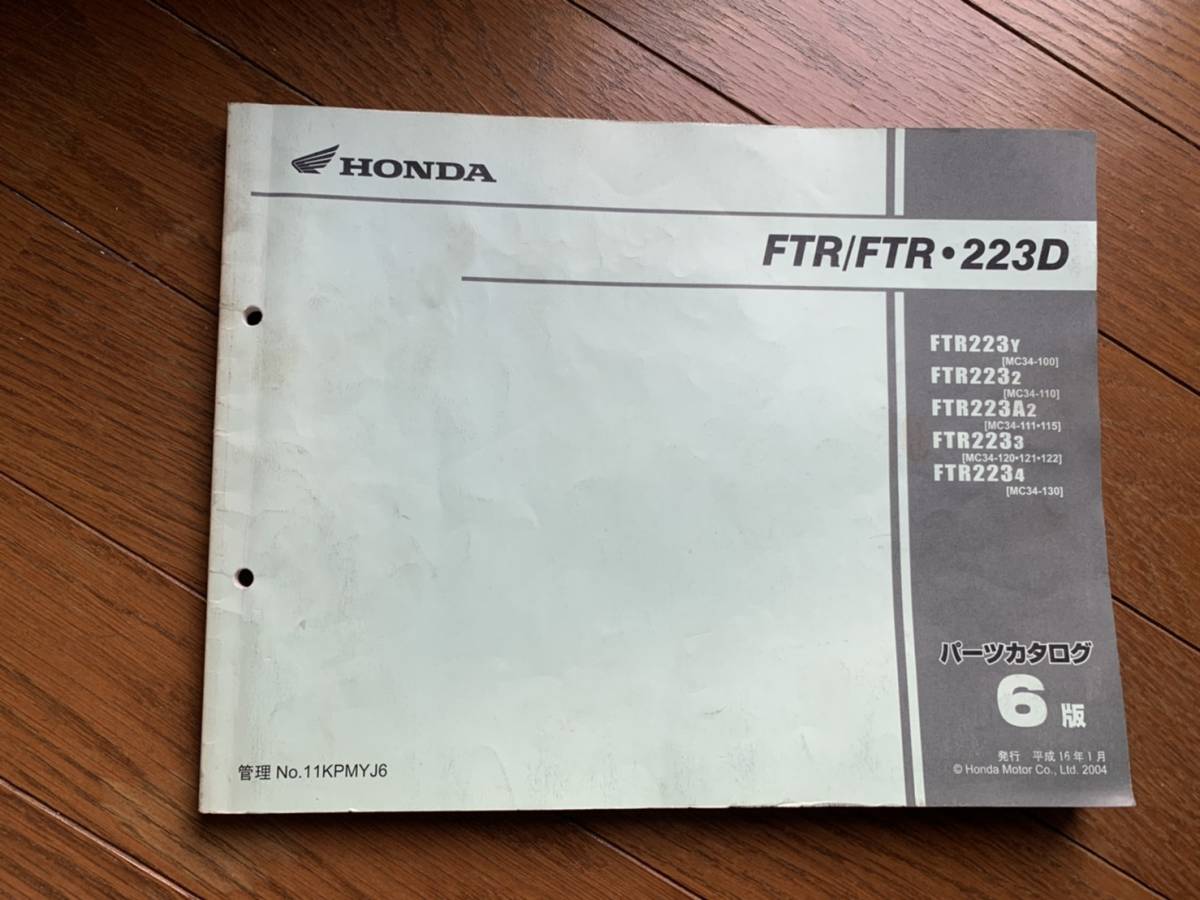 HONDA
FTR/FTR・223D
FTR223Y
[MC34-100]
FTR2232
[MC34-110]
FTR223A2
[MC34-111・115]
FTR2233
[MC34-120・121・122]
FTR2234
[MC34-130]
パーツカタログ
6版
発行 平成16年1月
© Honda Motor Co., Ltd. 2004
管理 No.11KPMYJ6